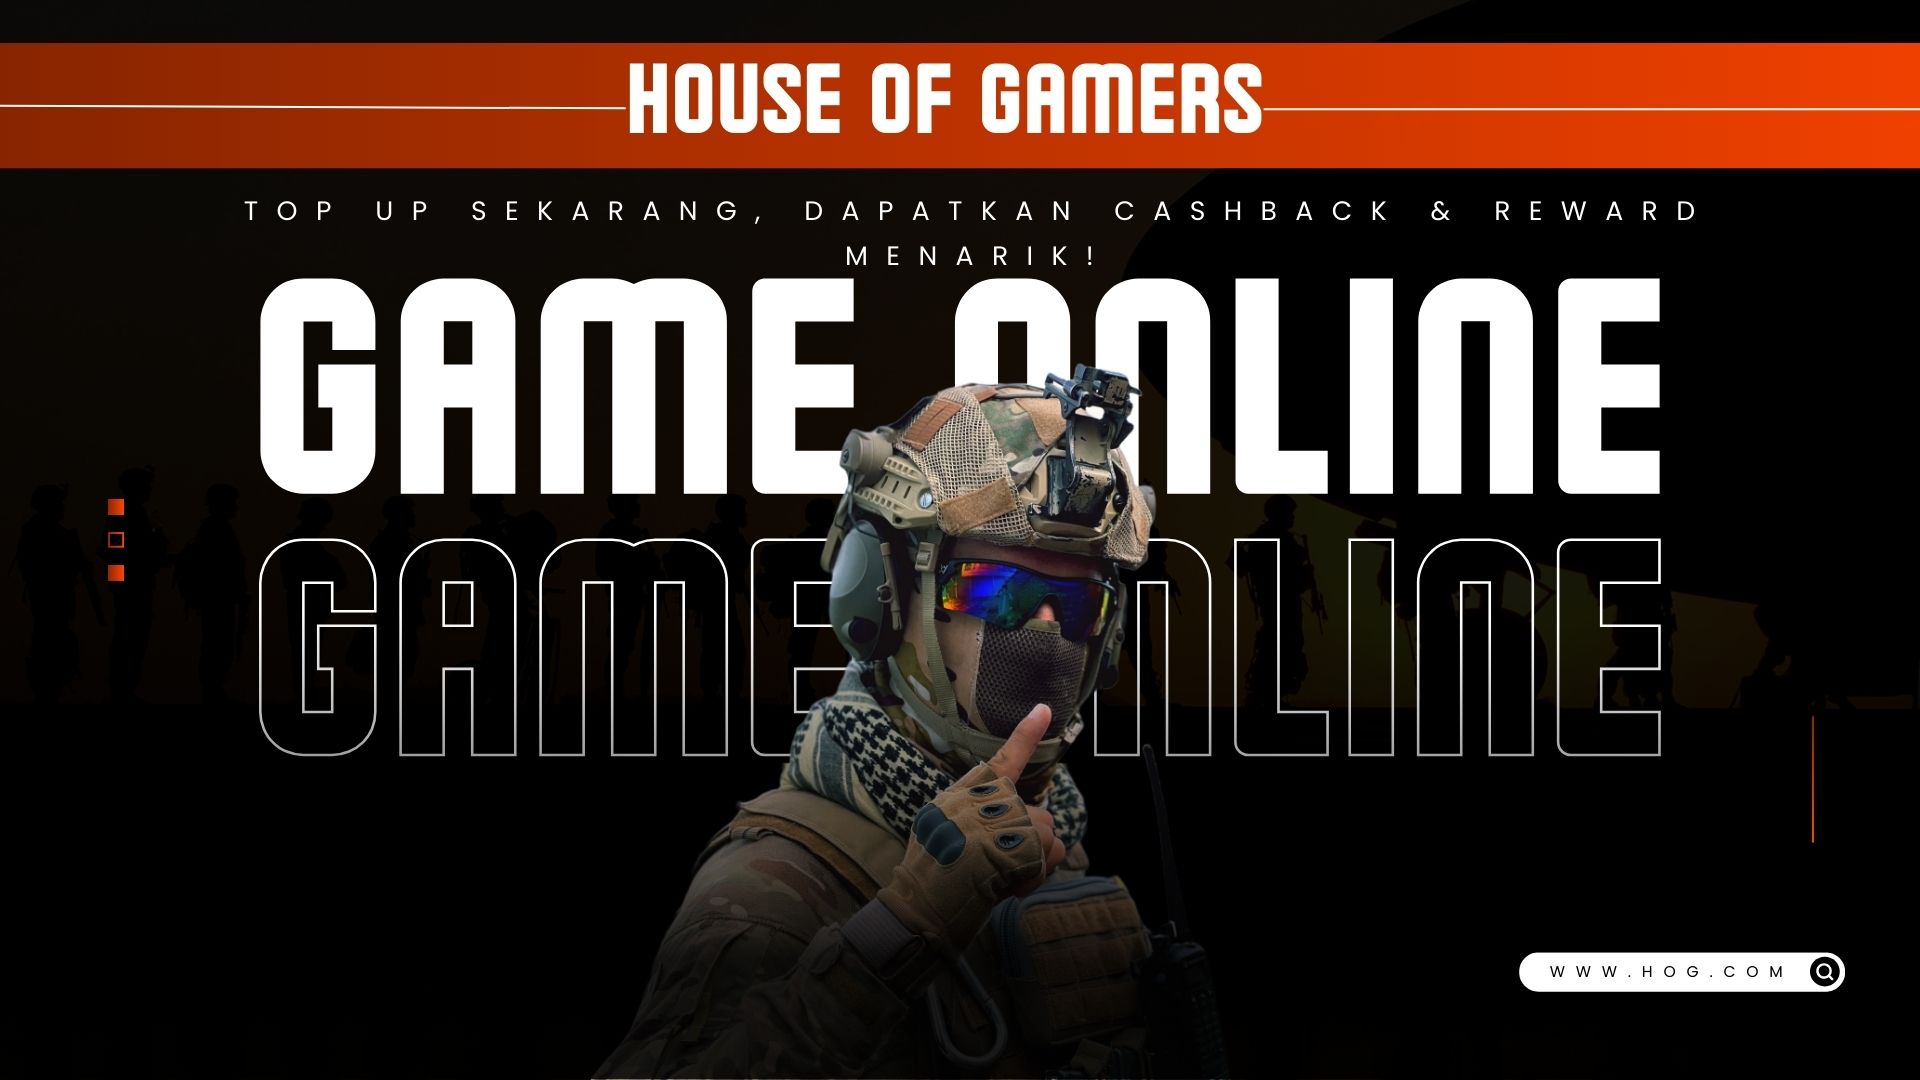 HOUSE OF GAMERS
TOP UP SEKARANG, DAPATKAN CASHBACK & REWARD
MENARIK!
GAME ONLINE
GAME ONLINE
WWW.HOG.COM